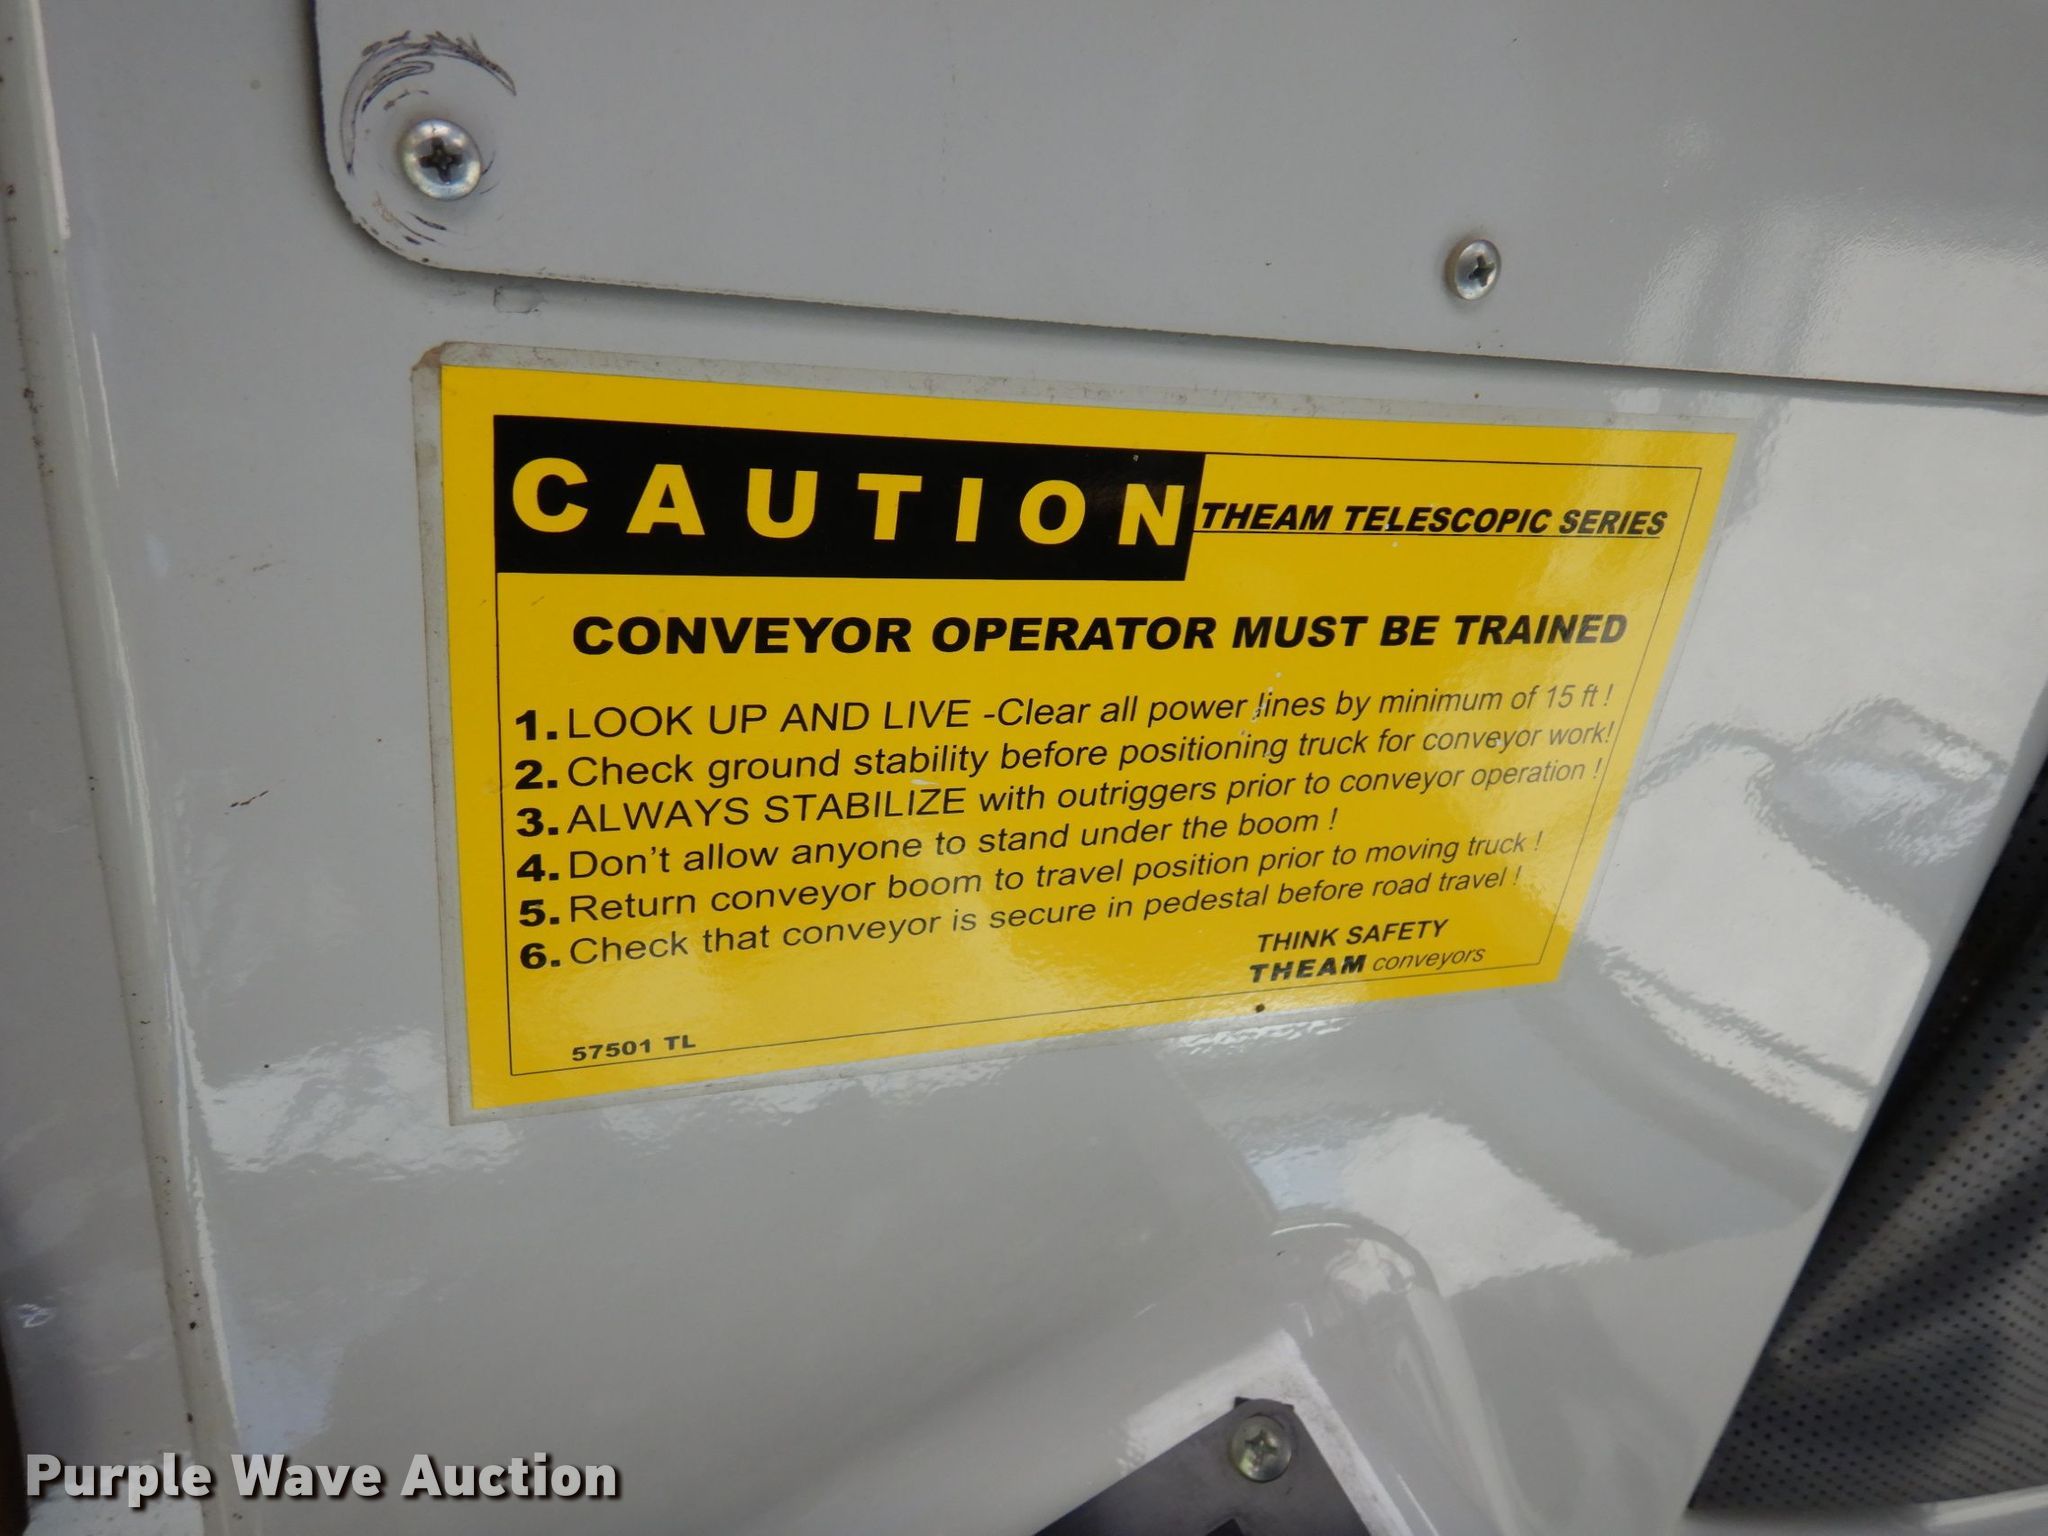 CAUTION THEAM TELESCOPIC SERIES
CONVEYOR OPERATOR MUST BE TRAINED
1. LOOK UP AND LIVE -Clear all power lines by minimum of 15 ft !
2. Check ground stability before positioning truck for conveyor work!
3. ALWAYS STABILIZE with outriggers prior to conveyor operation !
4. Don't allow anyone to stand under the boom !
5. Return conveyor boom to travel position prior to moving truck !
6. Check that conveyor is secure in pedestal before road travel !
THINK SAFETY
THEAM conveyors
57501 TL
Purple Wave Auction